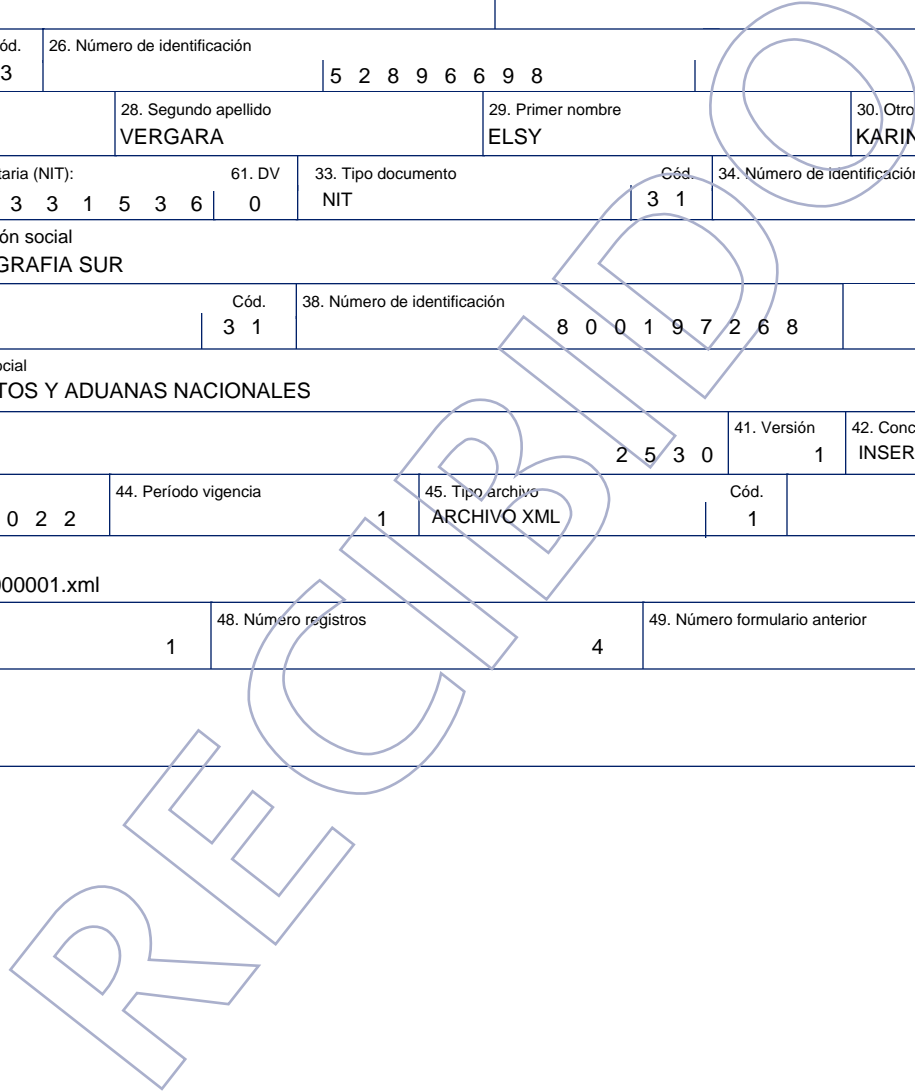 ód. 26. Número de identificación
3 5 2 8 9 6 6 9 8
28. Segundo apellido 29. Primer nombre 30. Otro
VERGARA ELSY KARIN
taria (NIT): 61. DV 33. Tipo documento Cód. 34. Número de identificación
3 3 1 5 3 6 0 NIT 3 1
ón social
GRAFIA SUR
Cód. 38. Número de identificación
3 1 8 0 0 1 9 7 2 6 8
ocial
TOS Y ADUANAS NACIONALES
41. Versión 42. Conc
2 5 3 0 1 INSER
44. Período vigencia 45. Tipo archivo Cód.
0 2 2 1 ARCHIVO XML 1
000001.xml
48. Número registros 49. Número formulario anterior
1 4
RECIBIDO